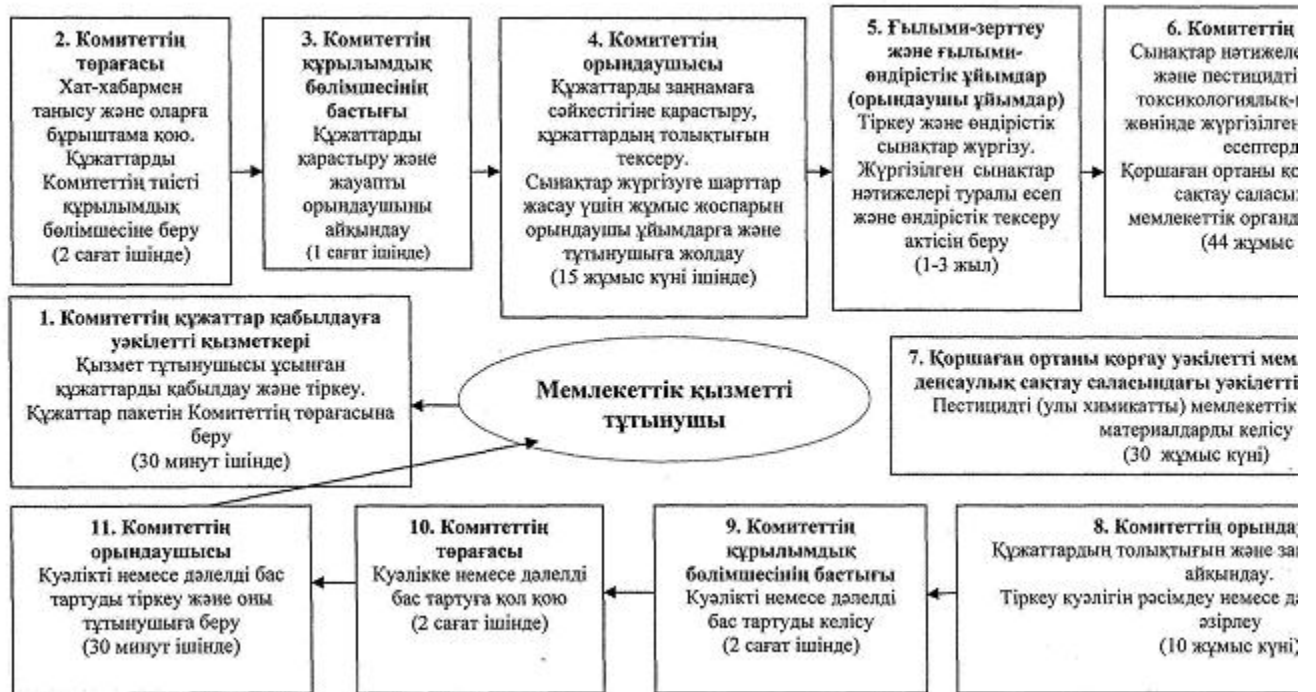 2. Комитеттің
төрағасы
Хат-хабармен
танысу және оларға
бұрыштама қою.
Құжаттарды
Комитеттің тиісті
құрылымдық
бөлімшесіне беру
(2 сағат ішінде)
3. Комитеттің
құрылымдық
бөлімшесінің
бастығы
Құжаттарды
қарастыру және
жауапты
орындаушыны
айқындау
(1 сағат ішінде)
4. Комитеттің
орындаушысы
Құжаттарды заңнамаға
сәйкестігіне қарастыру,
құжаттардың толықтығын
тексеру.
Сынақтар жүргізуге шарттар
жасау үшін жұмыс жоспарын
орындаушы ұйымдарға және
тұтынушыға жолдау
(15 жұмыс күні ішінде)
5. Ғылыми-зерттеу
және ғылыми-
өндірістік ұйымдар
(орындаушы ұйымдар)
Тіркеу және өндірістік
сынақтар жүргізу.
Жүргізілген сынақтар
нәтижелері туралы есеп
және өндірістік тексеру
актісін беру
(1-3 жыл)
6. Комитеттің
Сынақтар нәтижеле
және пестицидті
токсикологиялық-
жөнінде жүргізілген
есептерд
Қоршаған ортаны қо
сақтау саласы
мемлекеттік органд
(44 жұмыс
1. Комитеттің құжаттар қабылдауға
уәкілетті қызметкері
Қызмет тұтынушысы ұсынған
құжаттарды қабылдау және тіркеу.
Құжаттар пакетін Комитеттің төрағасына
беру
(30 минут ішінде)
Мемлекеттік қызметті
тұтынушы
7. Қоршаған ортаны қорғау уәкілетті мем
денсаулық сақтау саласындағы уәкілетті
Пестицидті (улы химикатты) мемлекеттік
материалдарды келісу
(30 жұмыс күні)
11. Комитеттің
орындаушысы
Куәлікті немесе дәлелді бас
тартуды тіркеу және оны
тұтынушыға беру
(30 минут ішінде)
10. Комитеттің
төрағасы
Куәлікке немесе дәлелді
бас тартуға қол қою
(2 сағат ішінде)
9. Комитеттің
құрылымдық
бөлімшесінің бастығы
Куәлікті немесе дәлелді
бас тартуды келісу
(2 сағат ішінде)
8. Комитеттің орында
Құжаттардың толықтығын және за
айқындау.
Тіркеу куәлігін рәсімдеу немесе дә
әзірлеу
(10 жұмыс күні)